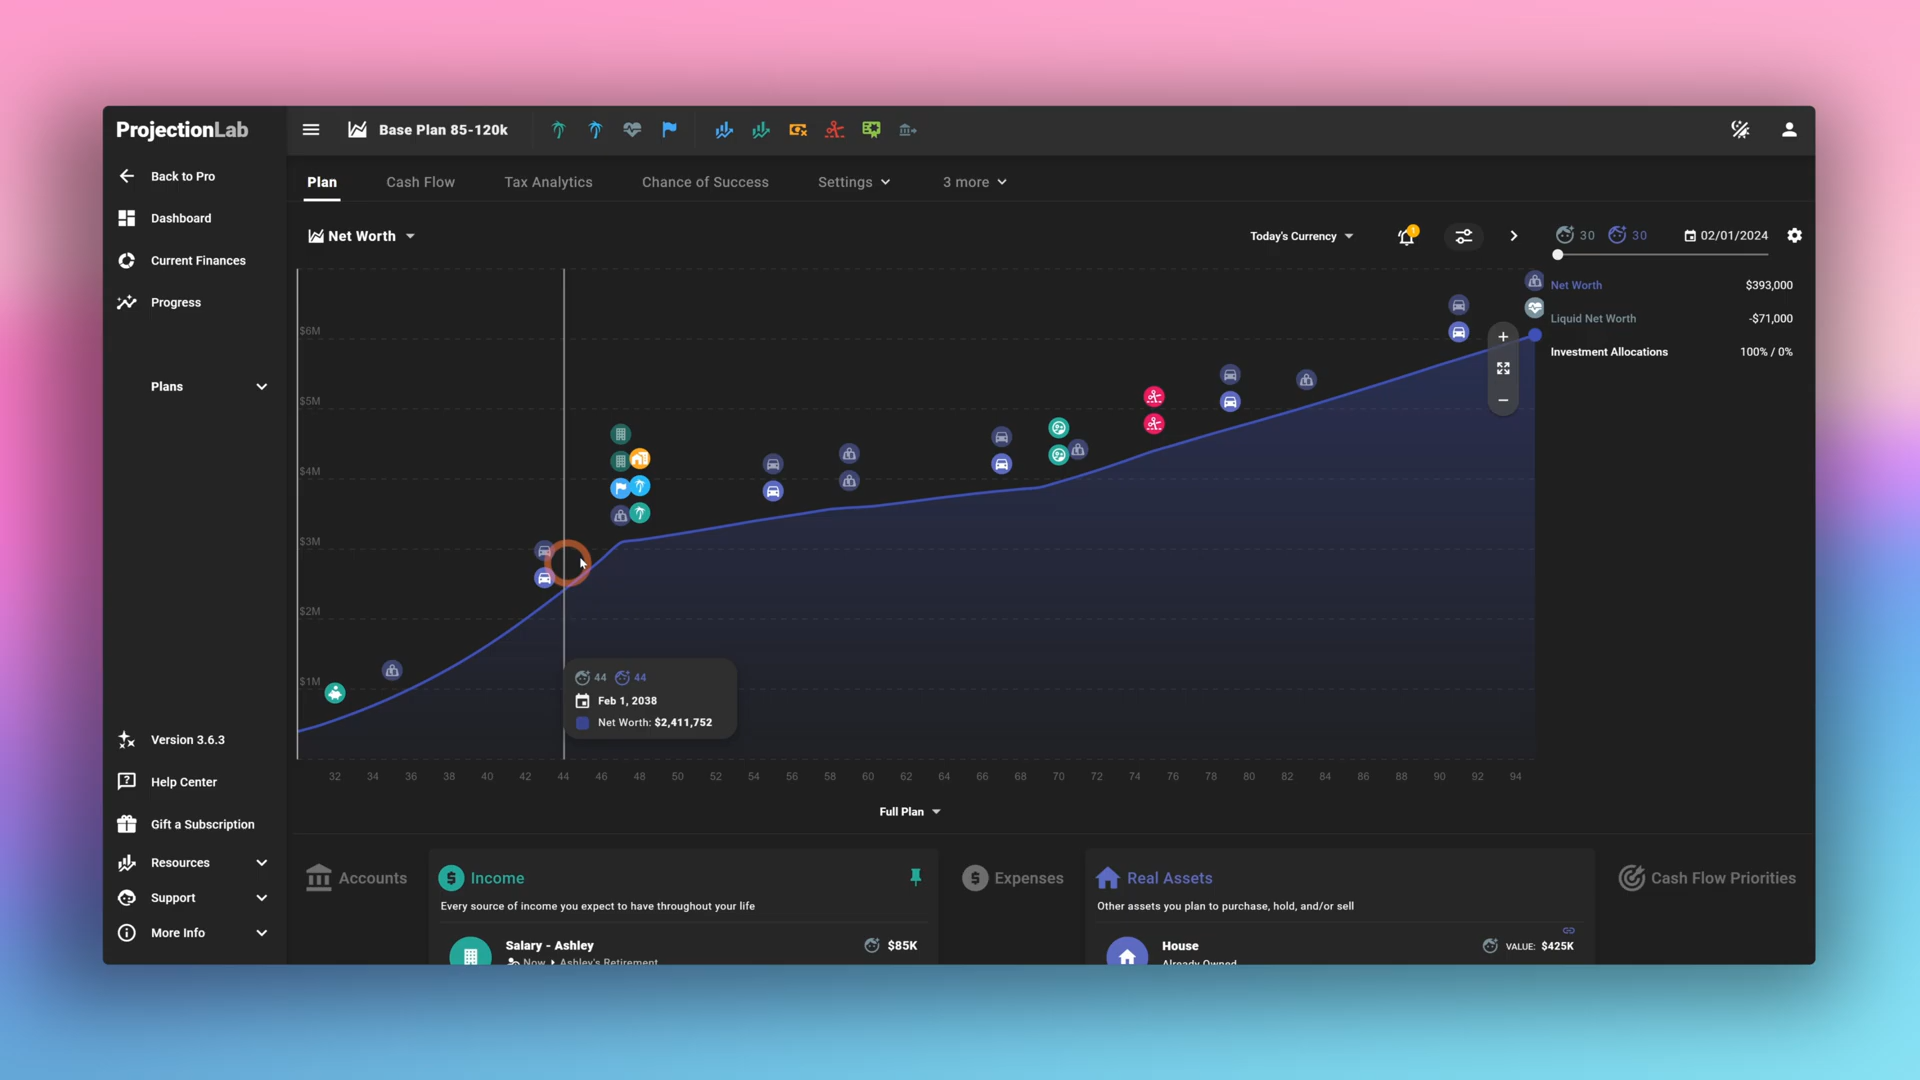 ProjectionLab
Back to Pro
Dashboard
Current Finances
Progress
Plans
Version 3.6.3
Help Center
Gift a Subscription
Resources
Support
More Info
Base Plan 85-120k
Plan
Cash Flow
Tax Analytics
Chance of Success
Settings
3 more
Net Worth
Today's Currency
1
30
30
02/01/2024
Net Worth $393,000
Liquid Net Worth -$71,000
Investment Allocations 100% / 0%
$6M
$5M
$4M
$3M
$2M
$1M
44 44
Feb 1, 2038
Net Worth: $2,411,752
32 34 36 38 40 42 44 46 48 50 52 54 56 58 60 62 64 66 68 70 72 74 76 78 80 82 84 86 88 90 92 94
Full Plan
Accounts
Income
Every source of income you expect to have throughout your life
Salary - Ashley $85K
Now Ashley's Retirement
Expenses
Real Assets
Other assets you plan to purchase, hold, and/or sell
House VALUE: $425K
Already Owned
Cash Flow Priorities